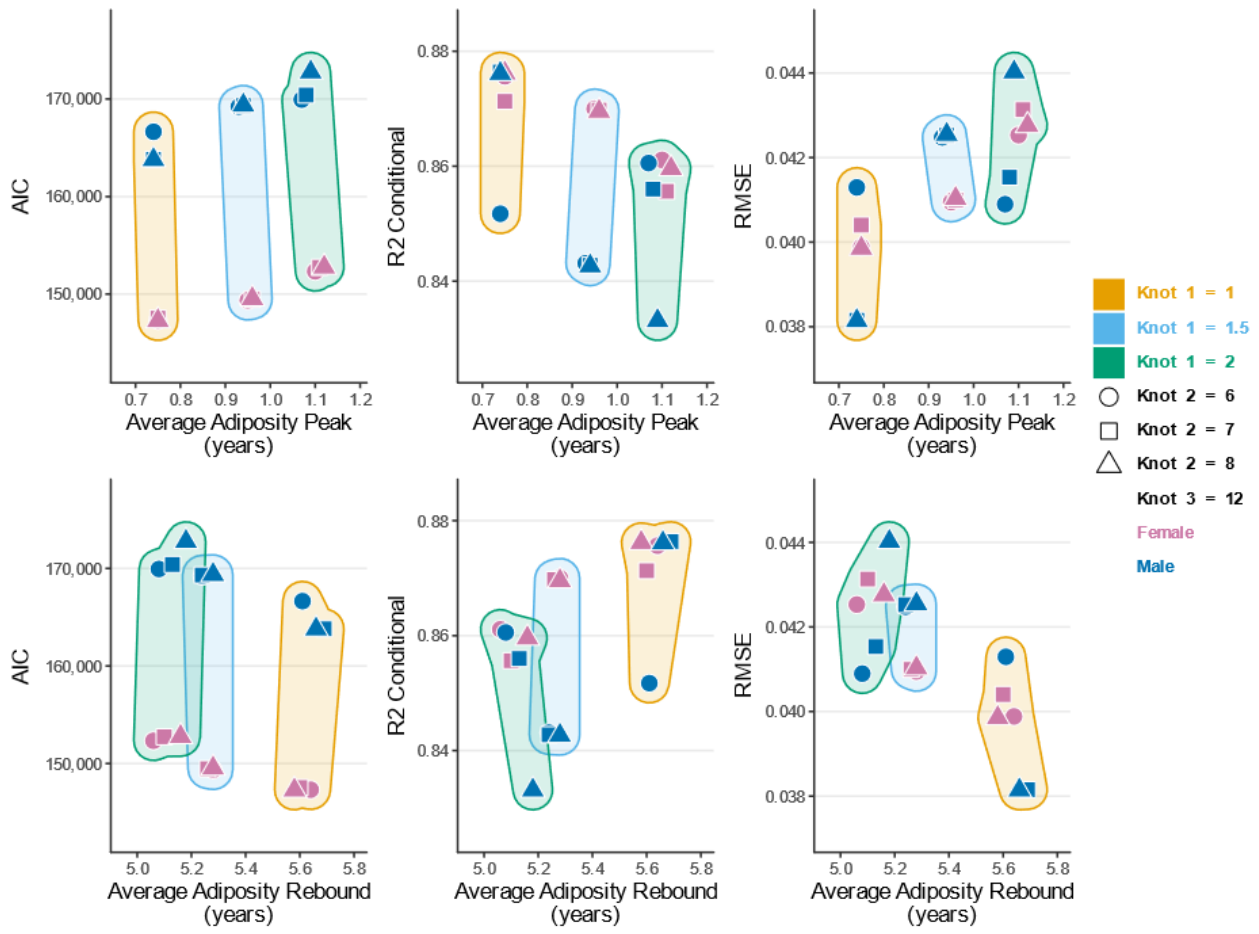 AIC
170,000
160,000
150,000
0.7 0.8 0.9 1.0 1.1 1.2
Average Adiposity Peak
(years)
R2 Conditional
0.88
0.86
0.84
0.7 0.8 0.9 1.0 1.1 1.2
Average Adiposity Peak
(years)
RMSE
0.044
0.042
0.040
0.038
0.7 0.8 0.9 1.0 1.1 1.2
Average Adiposity Peak
(years)
Knot 1 = 1
Knot 1 = 1.5
Knot 1 = 2
Knot 2 = 6
Knot 2 = 7
Knot 2 = 8
Knot 3 = 12
Female
Male
AIC
170,000
160,000
150,000
5.0 5.2 5.4 5.6 5.8
Average Adiposity Rebound
(years)
R2 Conditional
0.88
0.86
0.84
5.0 5.2 5.4 5.6 5.8
Average Adiposity Rebound
(years)
RMSE
0.044
0.042
0.040
0.038
5.0 5.2 5.4 5.6 5.8
Average Adiposity Rebound
(years)